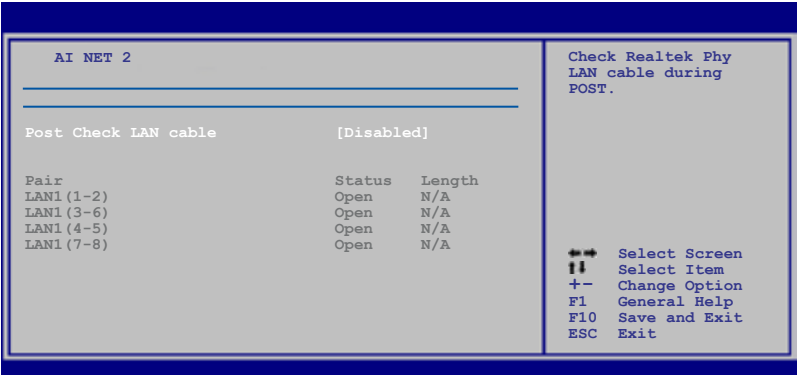 AI NET 2
Post Check LAN cable [Disabled]
Pair Status Length
LAN1(1-2) Open N/A
LAN1(3-6) Open N/A
LAN1(4-5) Open N/A
LAN1(7-8) Open N/A
Check Realtek Phy
LAN cable during
POST.
Select Screen
Select Item
+- Change Option
F1 General Help
F10 Save and Exit
ESC Exit